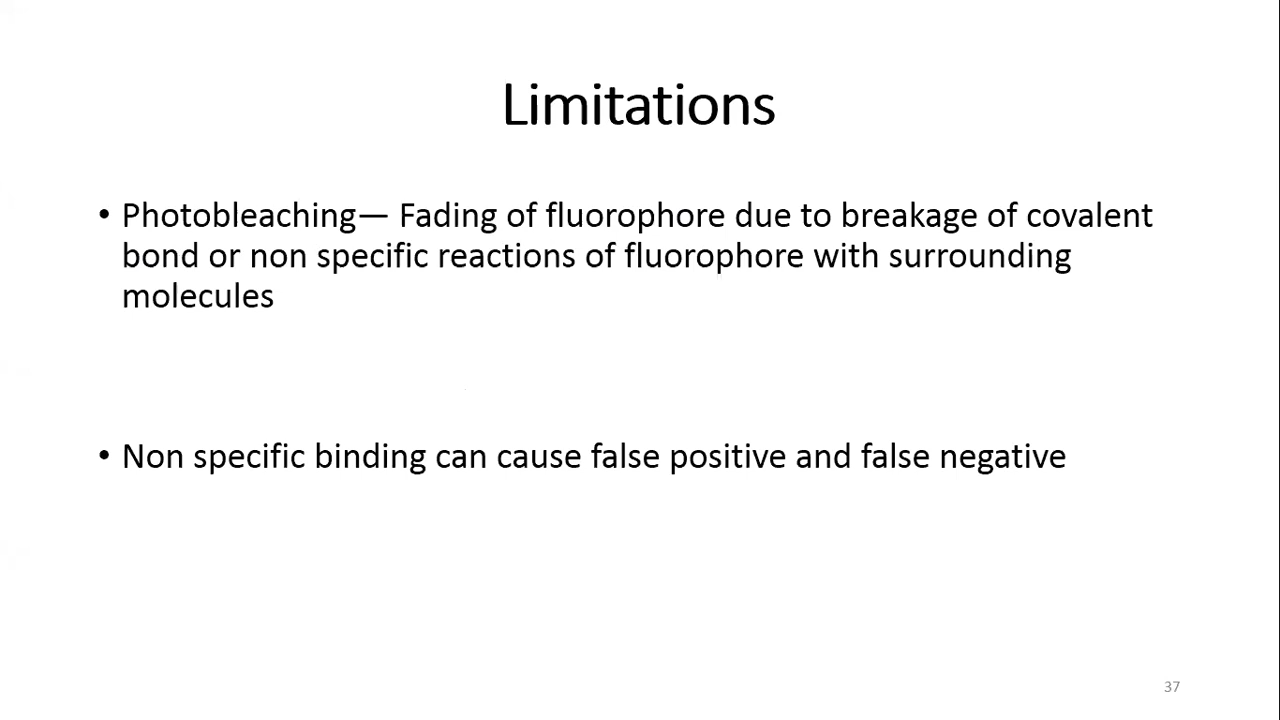 Limitations
• Photobleaching— Fading of fluorophore due to breakage of covalent
bond or non specific reactions of fluorophore with surrounding
molecules
• Non specific binding can cause false positive and false negative
37